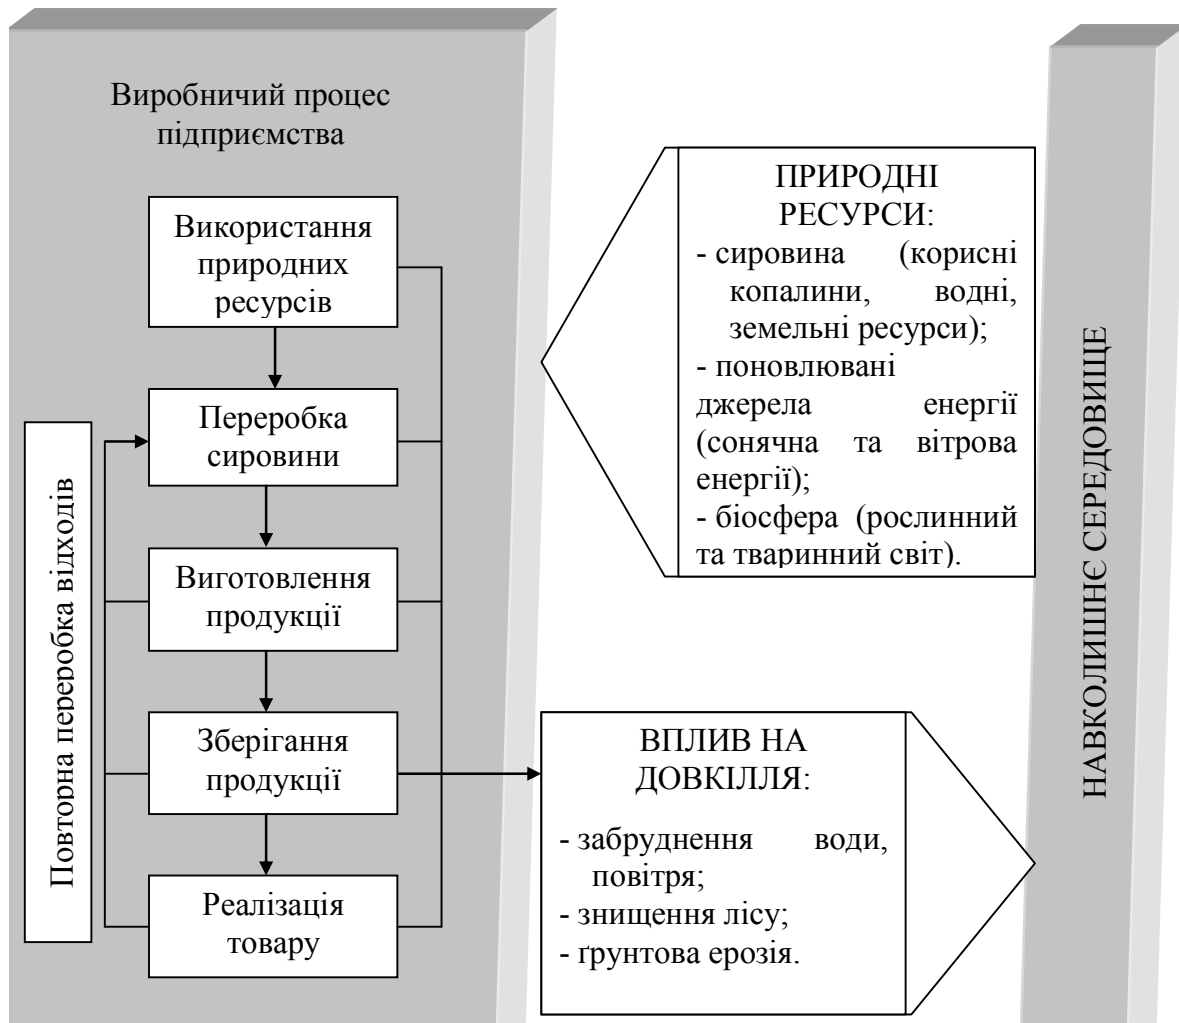 Виробничий процес
підприємства
Використання
природних
ресурсів
Переробка
сировини
Виготовлення
продукції
Зберігання
продукції
Реалізація
товару
Повторна переробка відходів
ПРИРОДНІ
РЕСУРСИ:
- сировина (корисні
копалини, водні,
земельні ресурси);
- поновлювані
джерела енергії
(сонячна та вітрова
енергії);
- біосфера (рослинний
та тваринний світ).
ВПЛИВ НА
ДОВКІЛЛЯ:
- забруднення води,
повітря;
- знищення лісу;
- ґрунтова ерозія.
НАВКОЛИШНЄ СЕРЕДОВИЩЕ